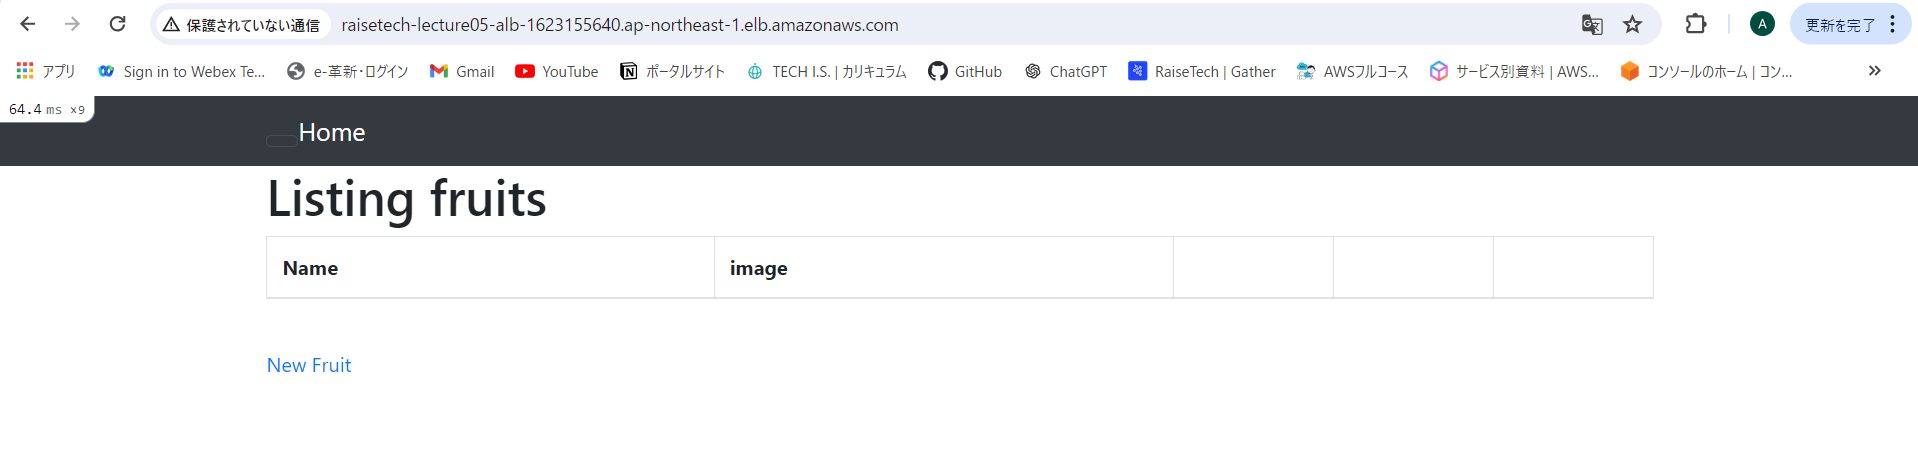 保護されていない通信 raisetech-lecture05-alb-1623155640.ap-northeast-1.elb.amazonaws.com A 更新を完了
アプリ Sign in to Webex Te... e-革新・ログイン Gmail YouTube ポータルサイト TECH I.S. | カリキュラム GitHub ChatGPT RaiseTech | Gather AWSフルコース サービス別資料 | AWS... コンソールのホーム | コン... »
64.4 ms ×9
Home
Listing fruits
Name image
New Fruit